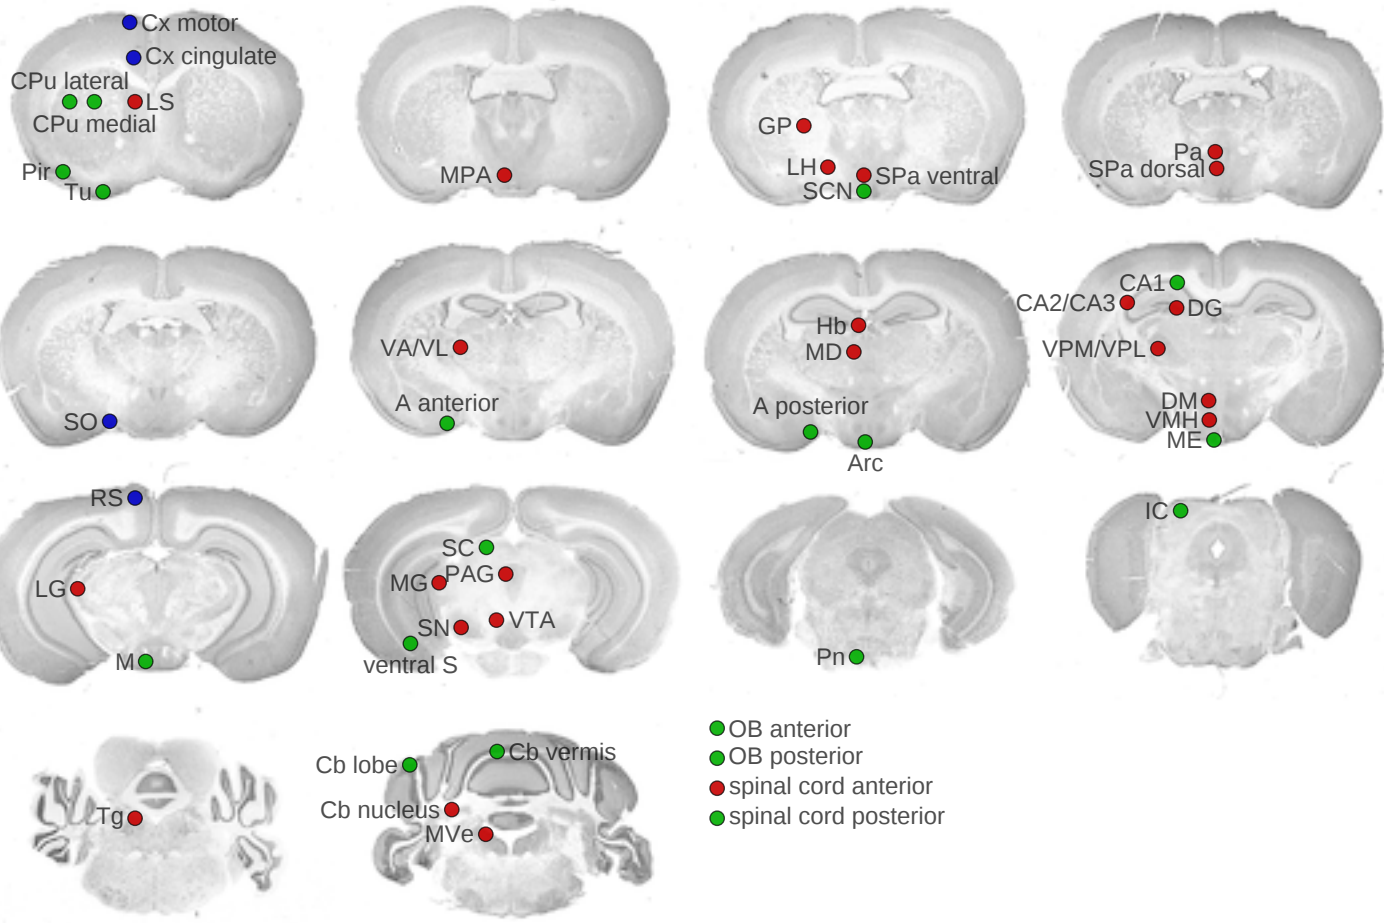 Cx motor
Cx cingulate
CPu lateral
LS
CPu medial
Pir
Tu
MPA
GP
LH
SPa ventral
SCN
Pa
SPa dorsal
SO
VA/VL
A anterior
Hb
MD
A posterior
Arc
CA1
CA2/CA3
DG
VPM/VPL
DM
VMH
ME
RS
LG
M
SC
MG
PAG
SN
VTA
ventral S
Pn
IC
Tg
Cb lobe
Cb vermis
Cb nucleus
MVe
OB anterior
OB posterior
spinal cord anterior
spinal cord posterior